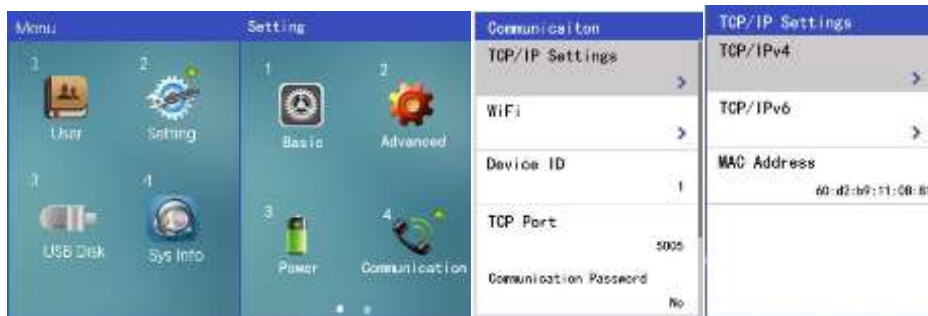 Menu
1
2
User
Setting
3
4
USB Disk
Sys Info
Setting
1
2
Basic
Advanced
3
4
Power
Communication
Communicaiton
TCP/IP Settings
>
WiFi
>
Device ID
1
TCP Port
5005
Communication Password
No
TCP/IP Settings
TCP/IPv4
>
TCP/IPv6
>
MAC Address